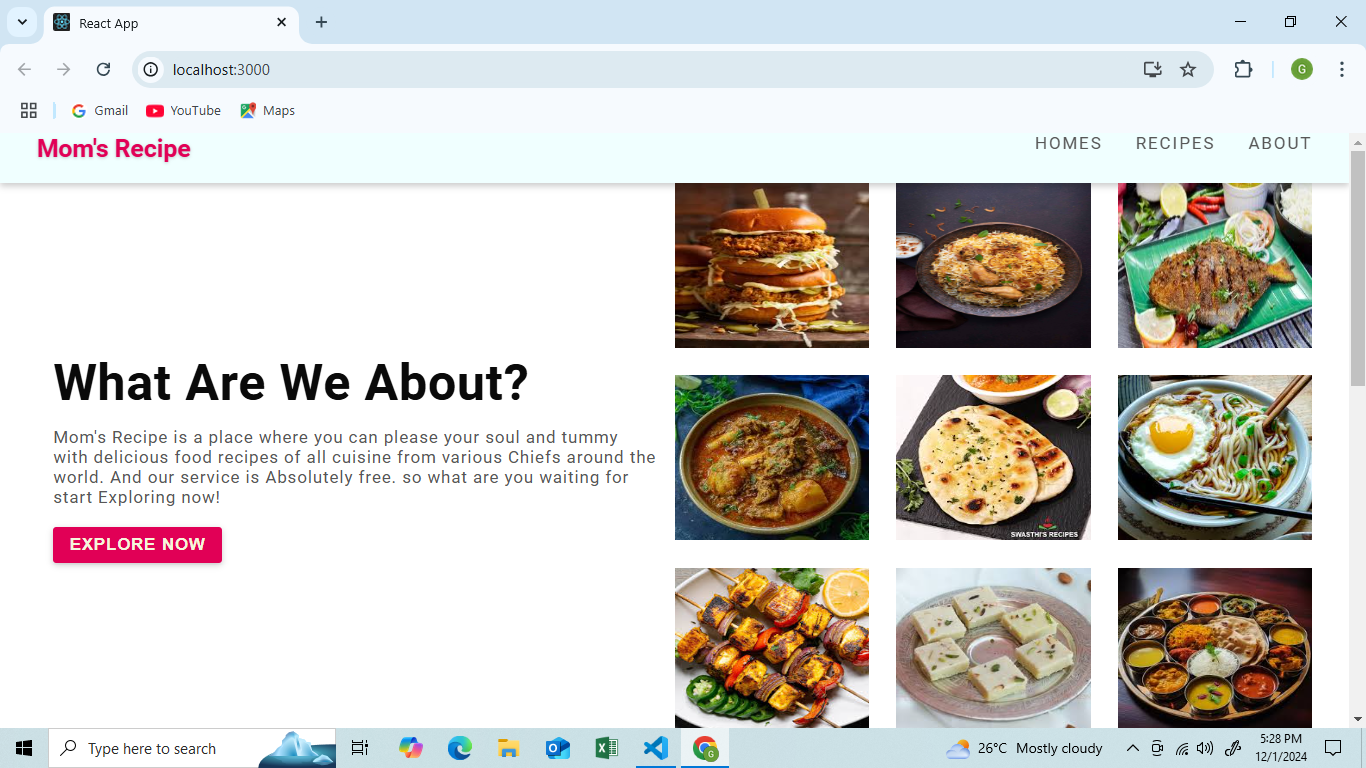 React App
localhost:3000
G
Gmail
YouTube
Maps
Mom's Recipe
HOMES
RECIPES
ABOUT
What Are We About?
Mom's Recipe is a place where you can please your soul and tummy
with delicious food recipes of all cuisine from various Chiefs around the
world. And our service is Absolutely free. so what are you waiting for
start Exploring now!
EXPLORE NOW
SWASTHI'S RECIPES
Type here to search
26°C Mostly cloudy
5:28 PM
12/1/2024